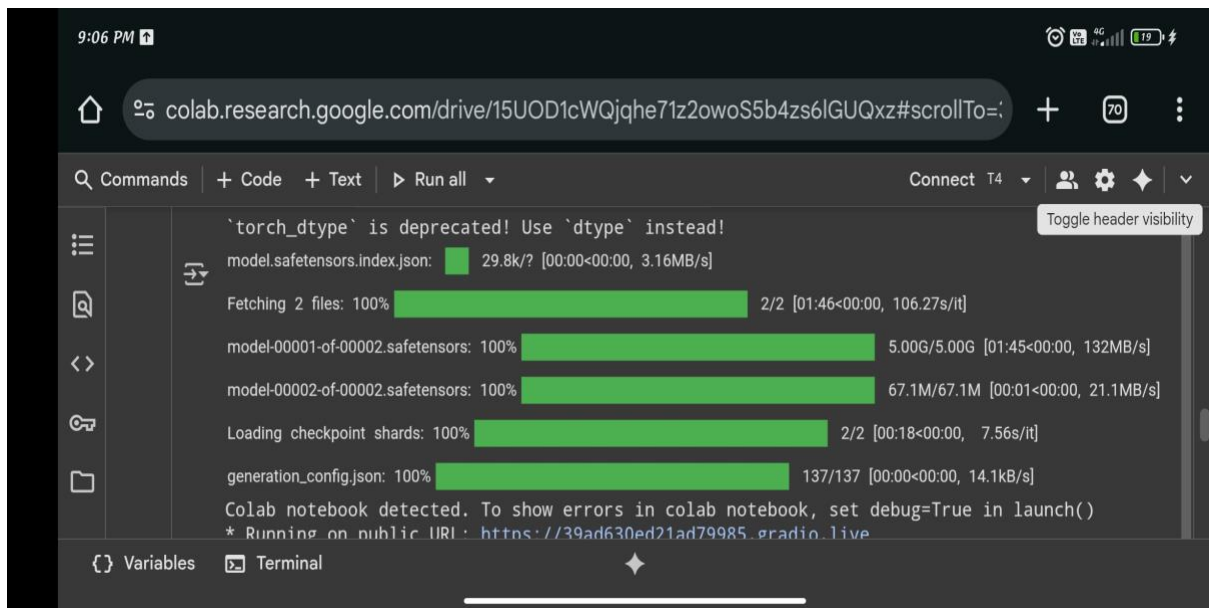 9:06 PM
Vo LTE 4G 19
colab.research.google.com/drive/15UOD1cWQjqhe71z2owoS5b4zs6lGUQxz#scrollTo=
70
Commands + Code + Text Run all Connect T4
Toggle header visibility
`torch_dtype` is deprecated! Use `dtype` instead!
model.safetensors.index.json: 29.8k/? [00:00<00:00, 3.16MB/s]
Fetching 2 files: 100% 2/2 [01:46<00:00, 106.27s/it]
model-00001-of-00002.safetensors: 100% 5.00G/5.00G [01:45<00:00, 132MB/s]
model-00002-of-00002.safetensors: 100% 67.1M/67.1M [00:01<00:00, 21.1MB/s]
Loading checkpoint shards: 100% 2/2 [00:18<00:00, 7.56s/it]
generation_config.json: 100% 137/137 [00:00<00:00, 14.1kB/s]
Colab notebook detected. To show errors in colab notebook, set debug=True in launch()
* Running on public URL: https://39ad630ed21ad79985.gradio.live
{} Variables Terminal